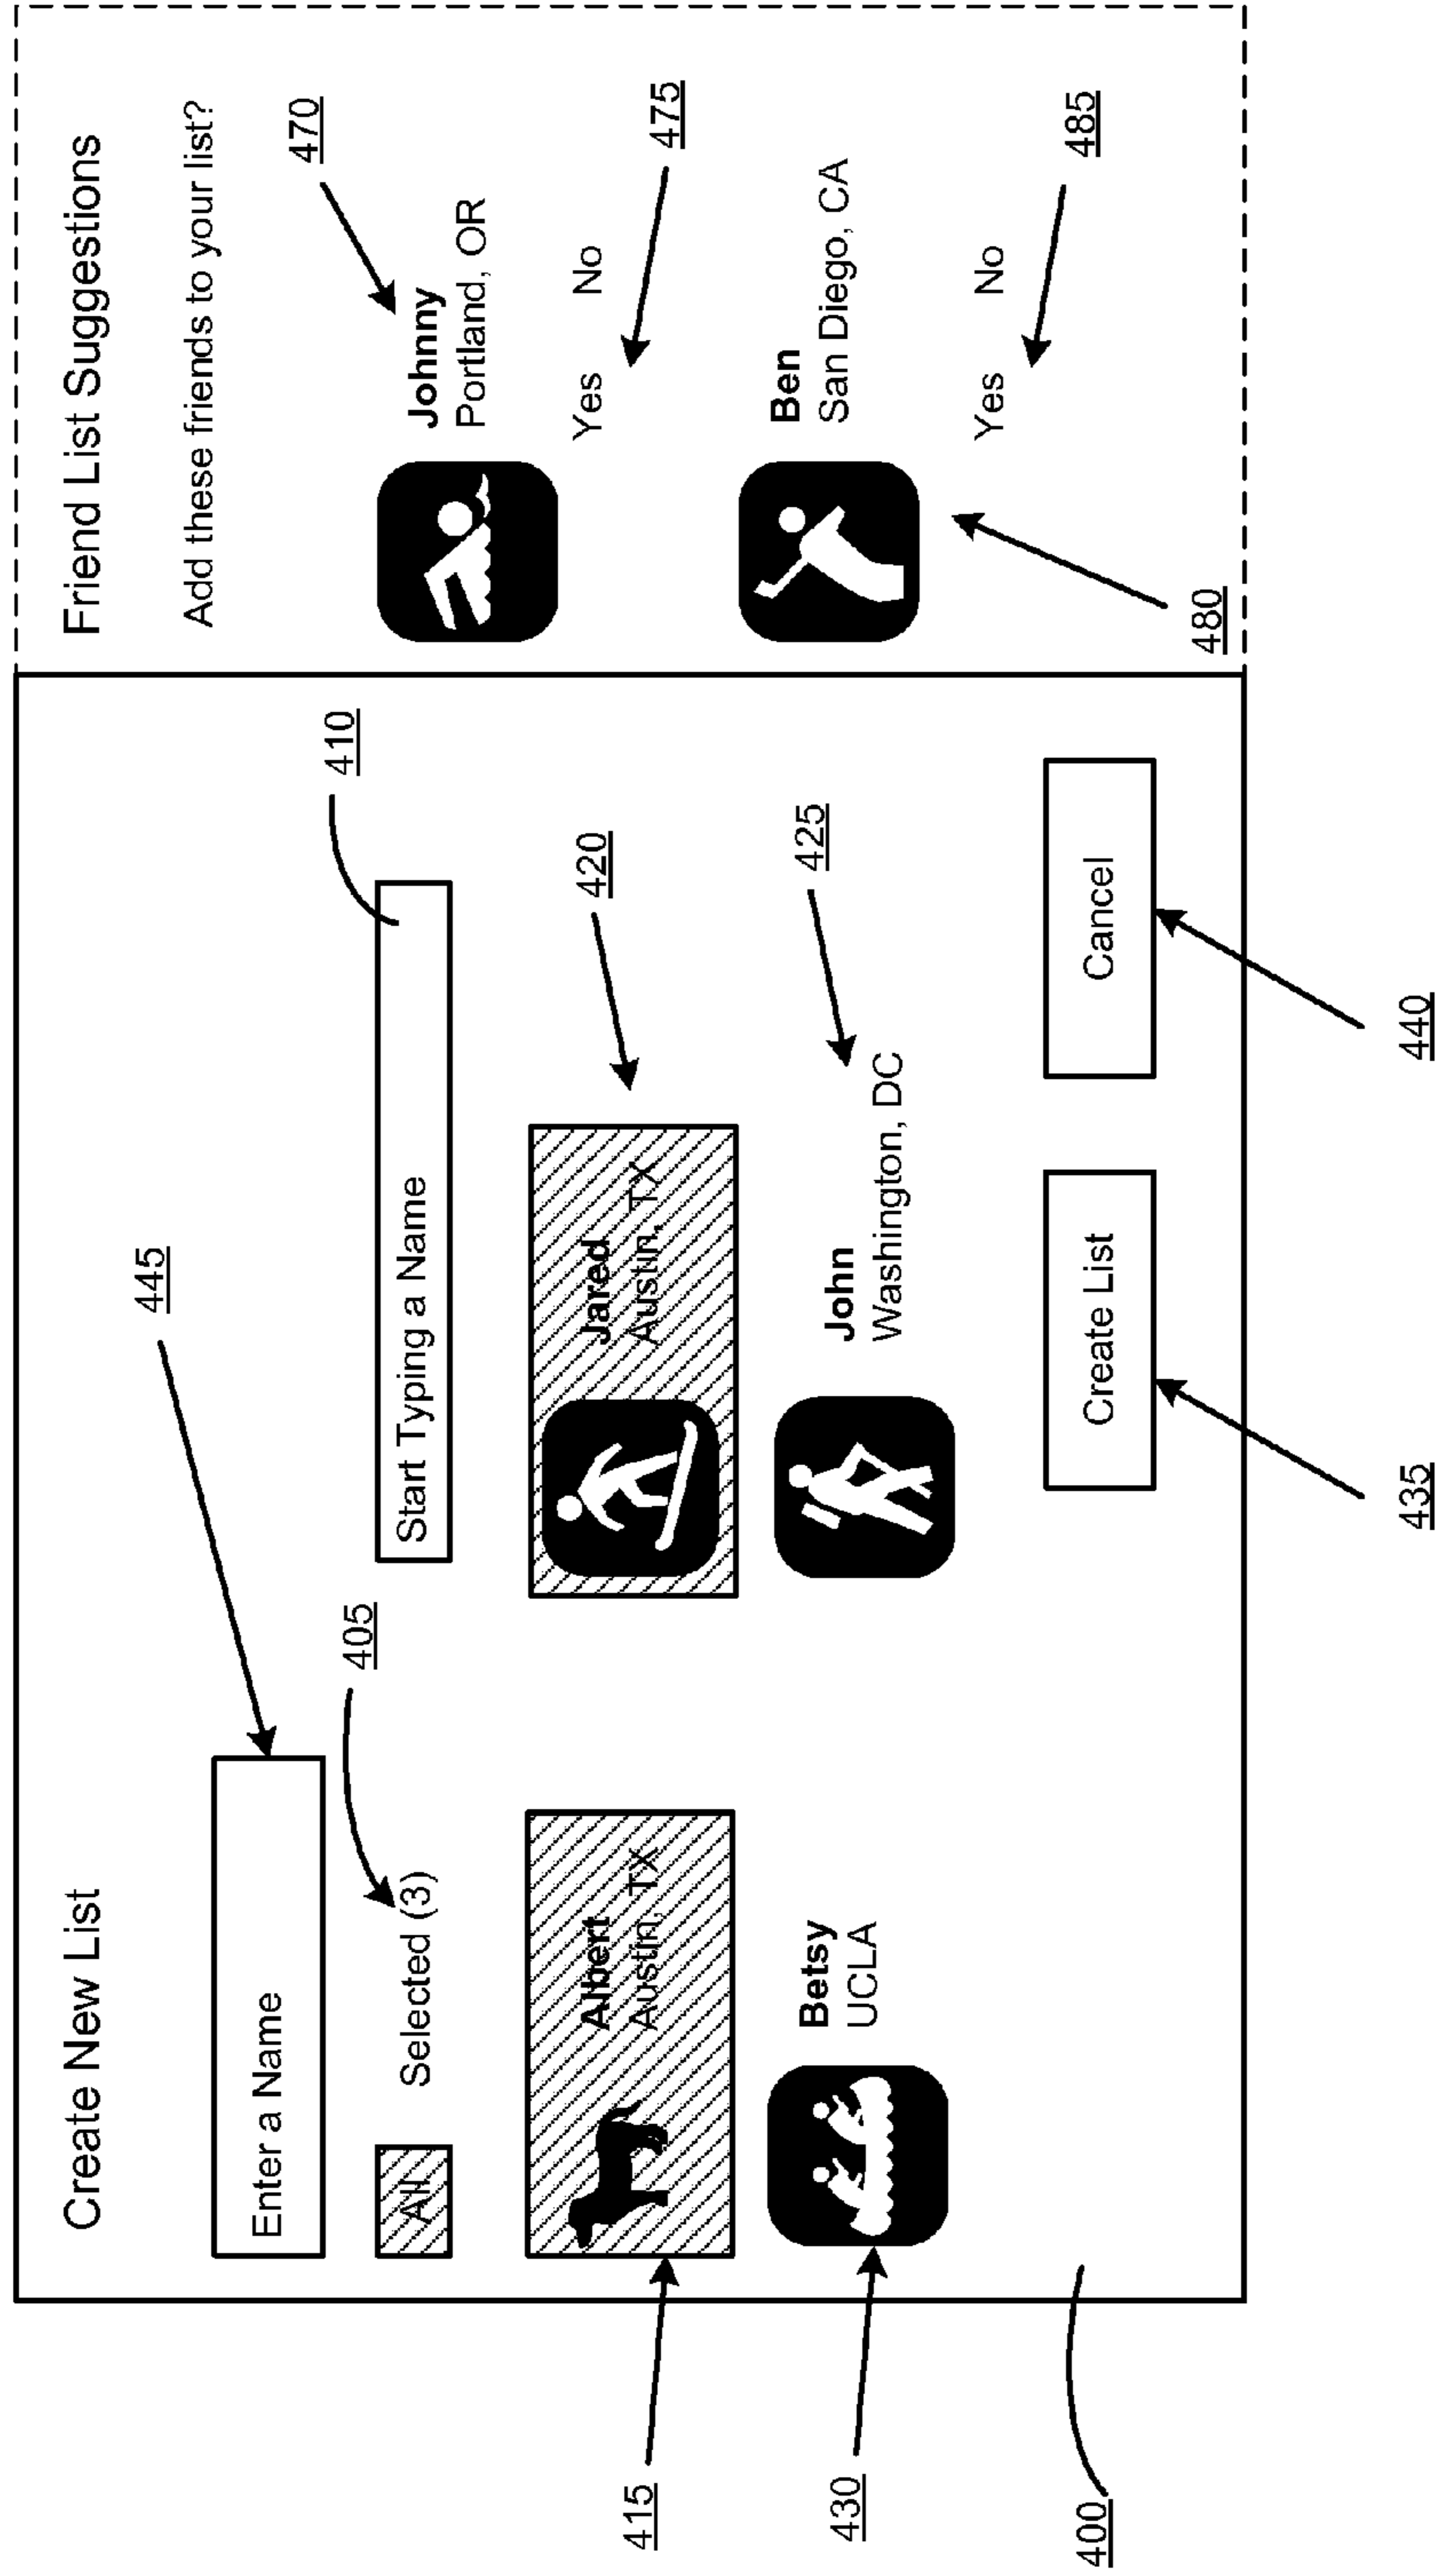 Create New List
445
Enter a Name
405
410
All
Selected (3)
Start Typing a Name
420
415
Albert
Austin, TX
Jared
Austin, TX
425
430
Betsy
UCLA
John
Washington, DC
Create List
Cancel
400
435
440
Friend List Suggestions
Add these friends to your list?
470
Johnny
Portland, OR
Yes No
475
Ben
San Diego, CA
Yes No
485
480